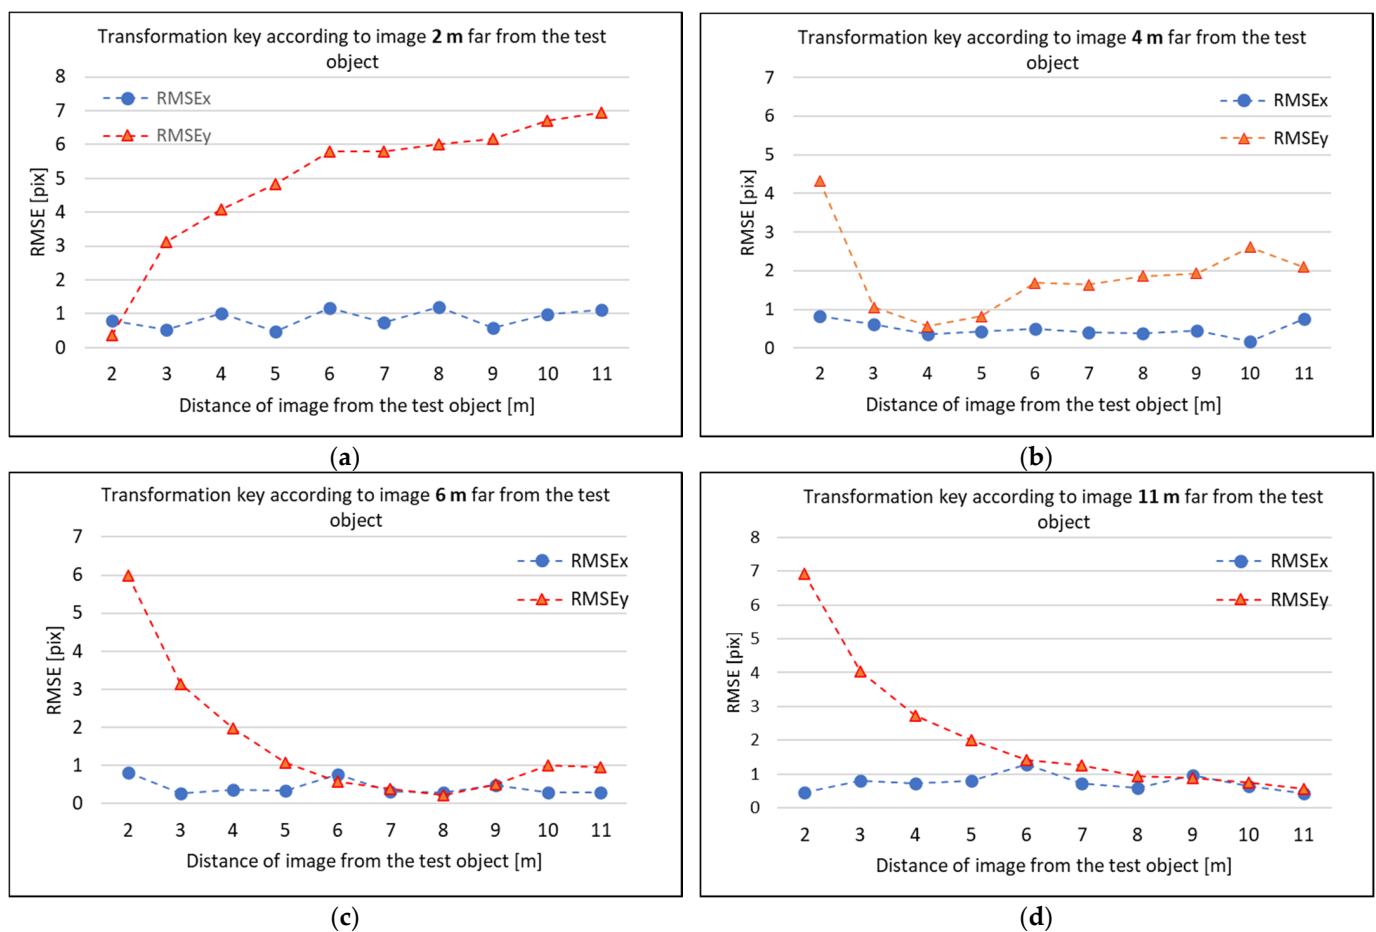 Transformation key according to image 2 m far from the test
object
8
7
6
5
4
3
2
1
0
RMSEx
RMSEy
RMSE [pix]
2 3 4 5 6 7 8 9 10 11
Distance of image from the test object [m]
(a)
Transformation key according to image 4 m far from the test
object
7
6
5
4
3
2
1
0
RMSEx
RMSEy
RMSE [pix]
2 3 4 5 6 7 8 9 10 11
Distance of image from the test object [m]
(b)
Transformation key according to image 6 m far from the test
object
7
6
5
4
3
2
1
0
RMSEx
RMSEy
RMSE [pix]
2 3 4 5 6 7 8 9 10 11
Distance of image from the test object [m]
(c)
Transformation key according to image 11 m far from the test
object
8
7
6
5
4
3
2
1
0
RMSEx
RMSEy
RMSE [pix]
2 3 4 5 6 7 8 9 10 11
Distance of image from the test object [m]
(d)